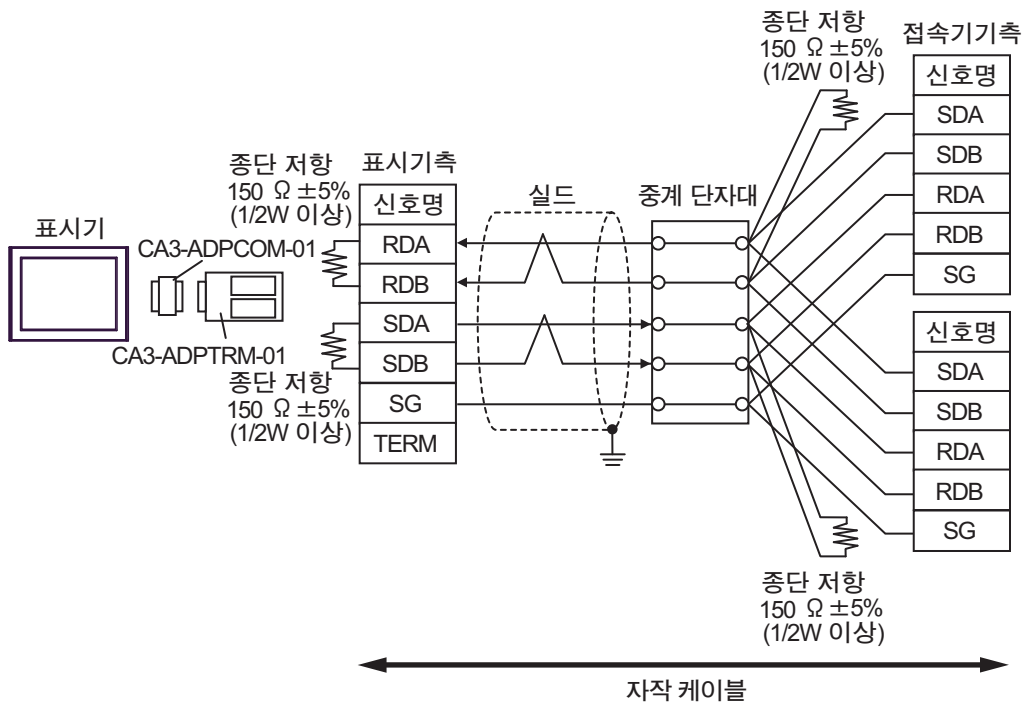 종단 저항
150 Ω ±5%
(1/2W 이상)
접속기기측
신호명
SDA
SDB
RDA
RDB
SG
표시기
CA3-ADPCOM-01
CA3-ADPTRM-01
종단 저항
150 Ω ±5%
(1/2W 이상)
종단 저항
150 Ω ±5%
(1/2W 이상)
표시기측
신호명
RDA
RDB
SDA
SDB
SG
TERM
실드
중계 단자대
신호명
SDA
SDB
RDA
RDB
SG
종단 저항
150 Ω ±5%
(1/2W 이상)
자작 케이블